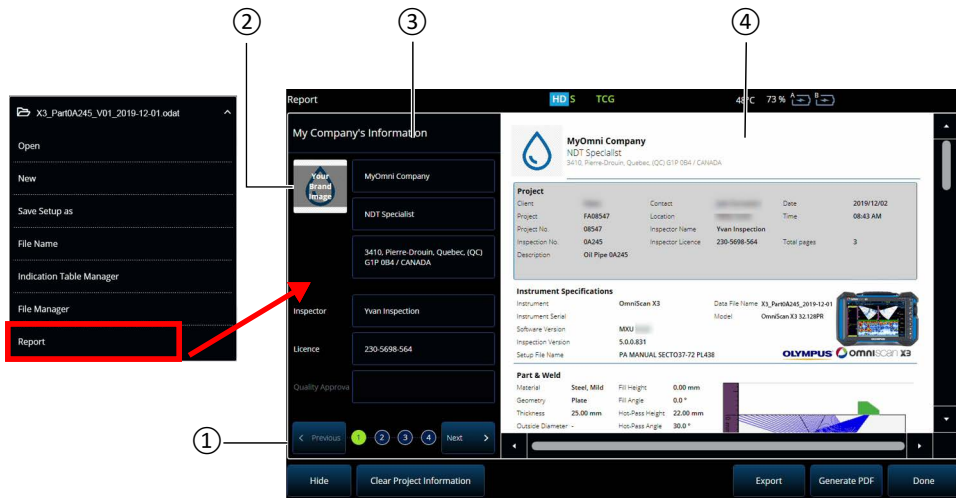 ② ③ ④
X3_Part0A245_V01_2019-12-01.odat
Open
New
Save Setup as
File Name
Indication Table Manager
File Manager
Report
①
Report HD S TCG 48°C 73 % A B
My Company's Information
Your Brand Image
MyOmni Company
NDT Specialist
3410, Pierre-Drouin, Quebec, (QC)
G1P 0B4 / CANADA
Inspector Yvan Inspection
Licence 230-5698-564
Quality Approva
< Previous 1 2 3 4 Next >
MyOmni Company
NDT Specialist
3410, Pierre-Drouin, Quebec, (QC) G1P 0B4 / CANADA
Project
Client Contact Date 2019/12/02
Project FA08547 Location Time 08:43 AM
Project No. 08547 Inspector Name Yvan Inspection
Inspection No. 0A245 Inspector Licence 230-5698-564 Total pages 3
Description Oil Pipe 0A245
Instrument Specifications
Instrument OmniScan X3 Data File Name X3_Part0A245_2019-12-01
Instrument Serial Model OmniScan X3 32:128PR
Software Version MXU
Inspection Version 5.0.0.831
Setup File Name PA MANUAL SECTO37-72 PL438
OLYMPUS OMNISCAN X3
Part & Weld
Material Steel, Mild Fill Height 0.00 mm
Geometry Plate Fill Angle 0.0 °
Thickness 25.00 mm Hot-Pass Height 22.00 mm
Outside Diameter - Hot-Pass Angle 30.0 °
Hide Clear Project Information Export Generate PDF Done